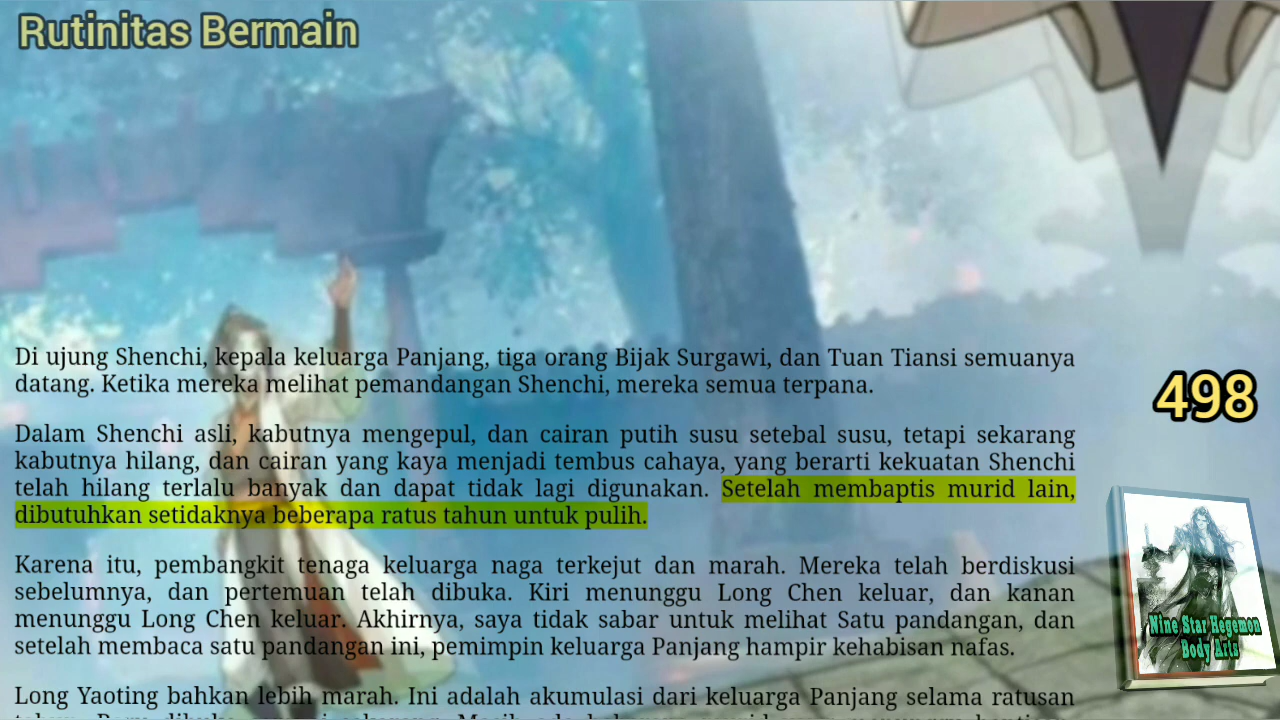 Rutinitas Bermain
Di ujung Shenchi, kepala keluarga Panjang, tiga orang Bijak Surgawi, dan Tuan Tiansi semuanya
datang. Ketika mereka melihat pemandangan Shenchi, mereka semua terpana.
Dalam Shenchi asli, kabutnya mengepul, dan cairan putih susu setebal susu, tetapi sekarang
kabutnya hilang, dan cairan yang kaya menjadi tembus cahaya, yang berarti kekuatan Shenchi
telah hilang terlalu banyak dan dapat tidak lagi digunakan. Setelah membaptis murid lain,
dibutuhkan setidaknya beberapa ratus tahun untuk pulih.
Karena itu, pembangkit tenaga keluarga naga terkejut dan marah. Mereka telah berdiskusi
sebelumnya, dan pertemuan telah dibuka. Kiri menunggu Long Chen keluar, dan kanan
menunggu Long Chen keluar. Akhirnya, saya tidak sabar untuk melihat Satu pandangan, dan
setelah membaca satu pandangan ini, pemimpin keluarga Panjang hampir kehabisan nafas.
Long Yaoting bahkan lebih marah. Ini adalah akumulasi dari keluarga Panjang selama ratusan
498
Nine Star Hegemon
Body Arts